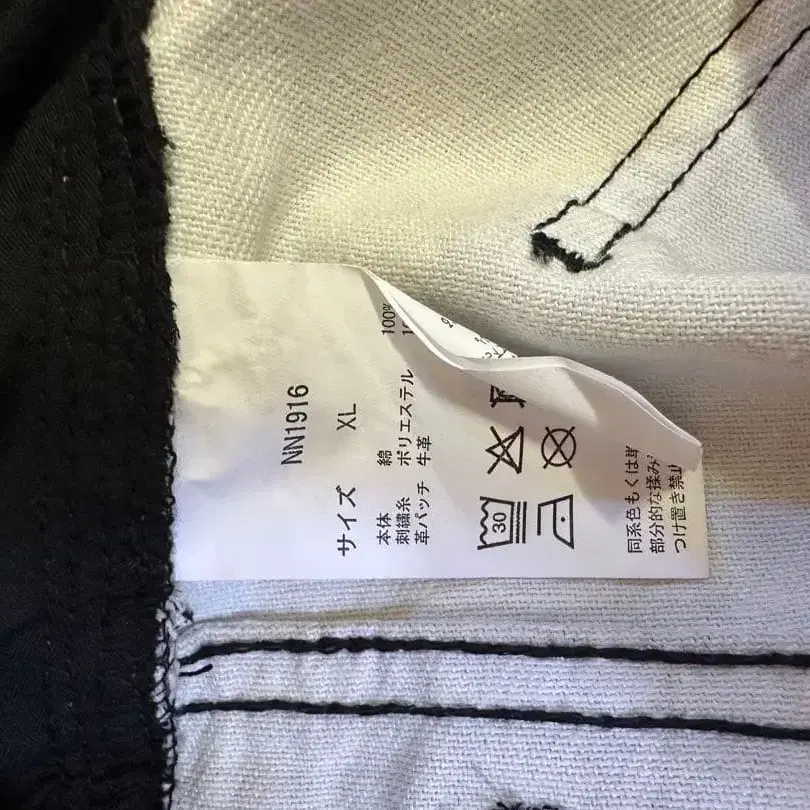 NN1916
サイズ XL
本体 綿 100%
刺繍糸 ポリエステル
革パッチ 牛革
30
同系色もくは単
部分的な揉み
つけ置き禁止